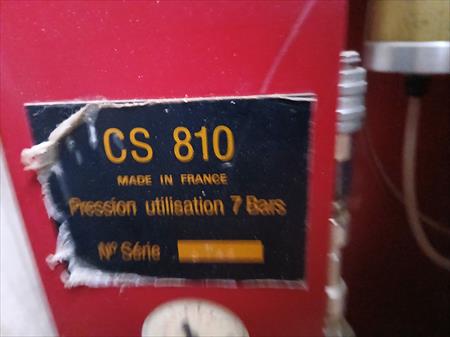 CS 810
MADE IN FRANCE
Pression utilisation 7 Bars
N° Série